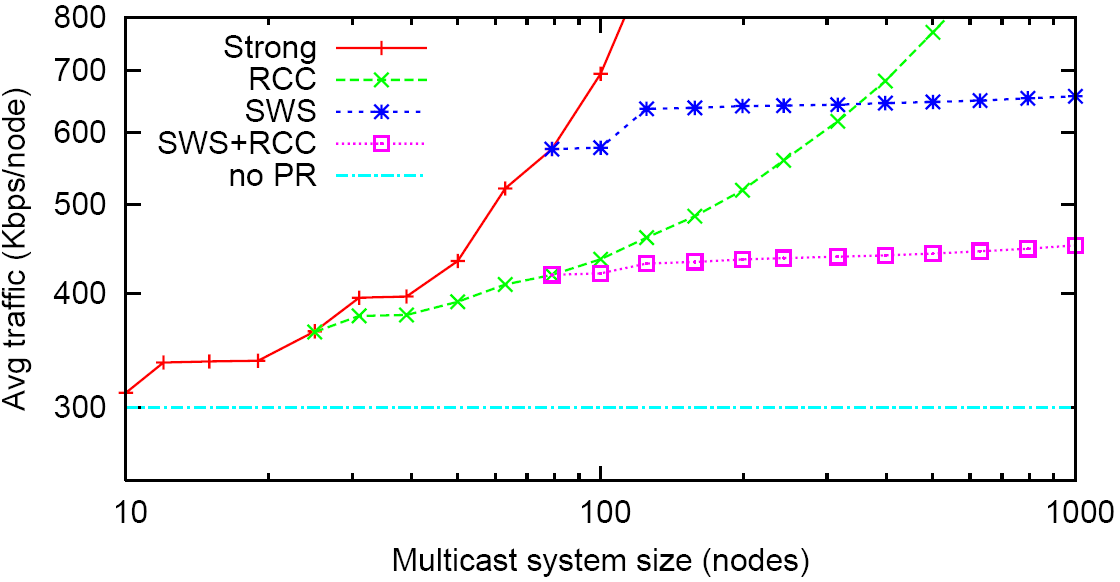 800
700
600
500
400
300
Avg traffic (Kbps/node)
Strong
RCC
SWS
SWS+RCC
no PR
10
100
1000
Multicast system size (nodes)